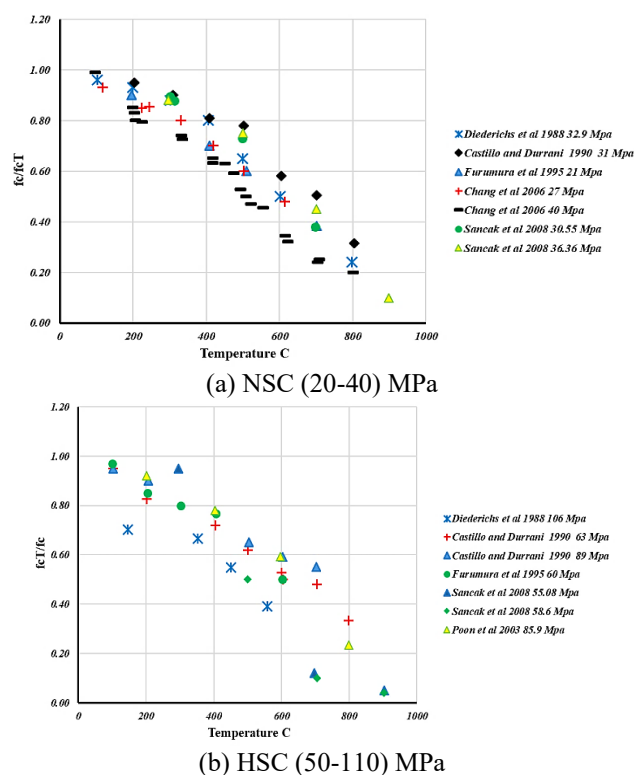 1.20
1.00
0.80
0.60
0.40
0.20
0.00
fc/fcT
0 200 400 600 800 1000
Temperature C
Diederichs et al 1988 32.9 Mpa
Castillo and Durrani 1990 31 Mpa
Furumura et al 1995 21 Mpa
Chang et al 2006 27 Mpa
Chang et al 2006 40 Mpa
Sancak et al 2008 30.55 Mpa
Sancak et al 2008 36.36 Mpa
(a) NSC (20-40) MPa
1.20
1.00
0.80
0.60
0.40
0.20
0.00
fcT/fc
0 200 400 600 800 1000
Temperature C
Diederichs et al 1988 106 Mpa
Castillo and Durrani 1990 63 Mpa
Castillo and Durrani 1990 89 Mpa
Furumura et al 1995 60 Mpa
Sancak et al 2008 55.08 Mpa
Sancak et al 2008 58.6 Mpa
Poon et al 2003 85.9 Mpa
(b) HSC (50-110) MPa